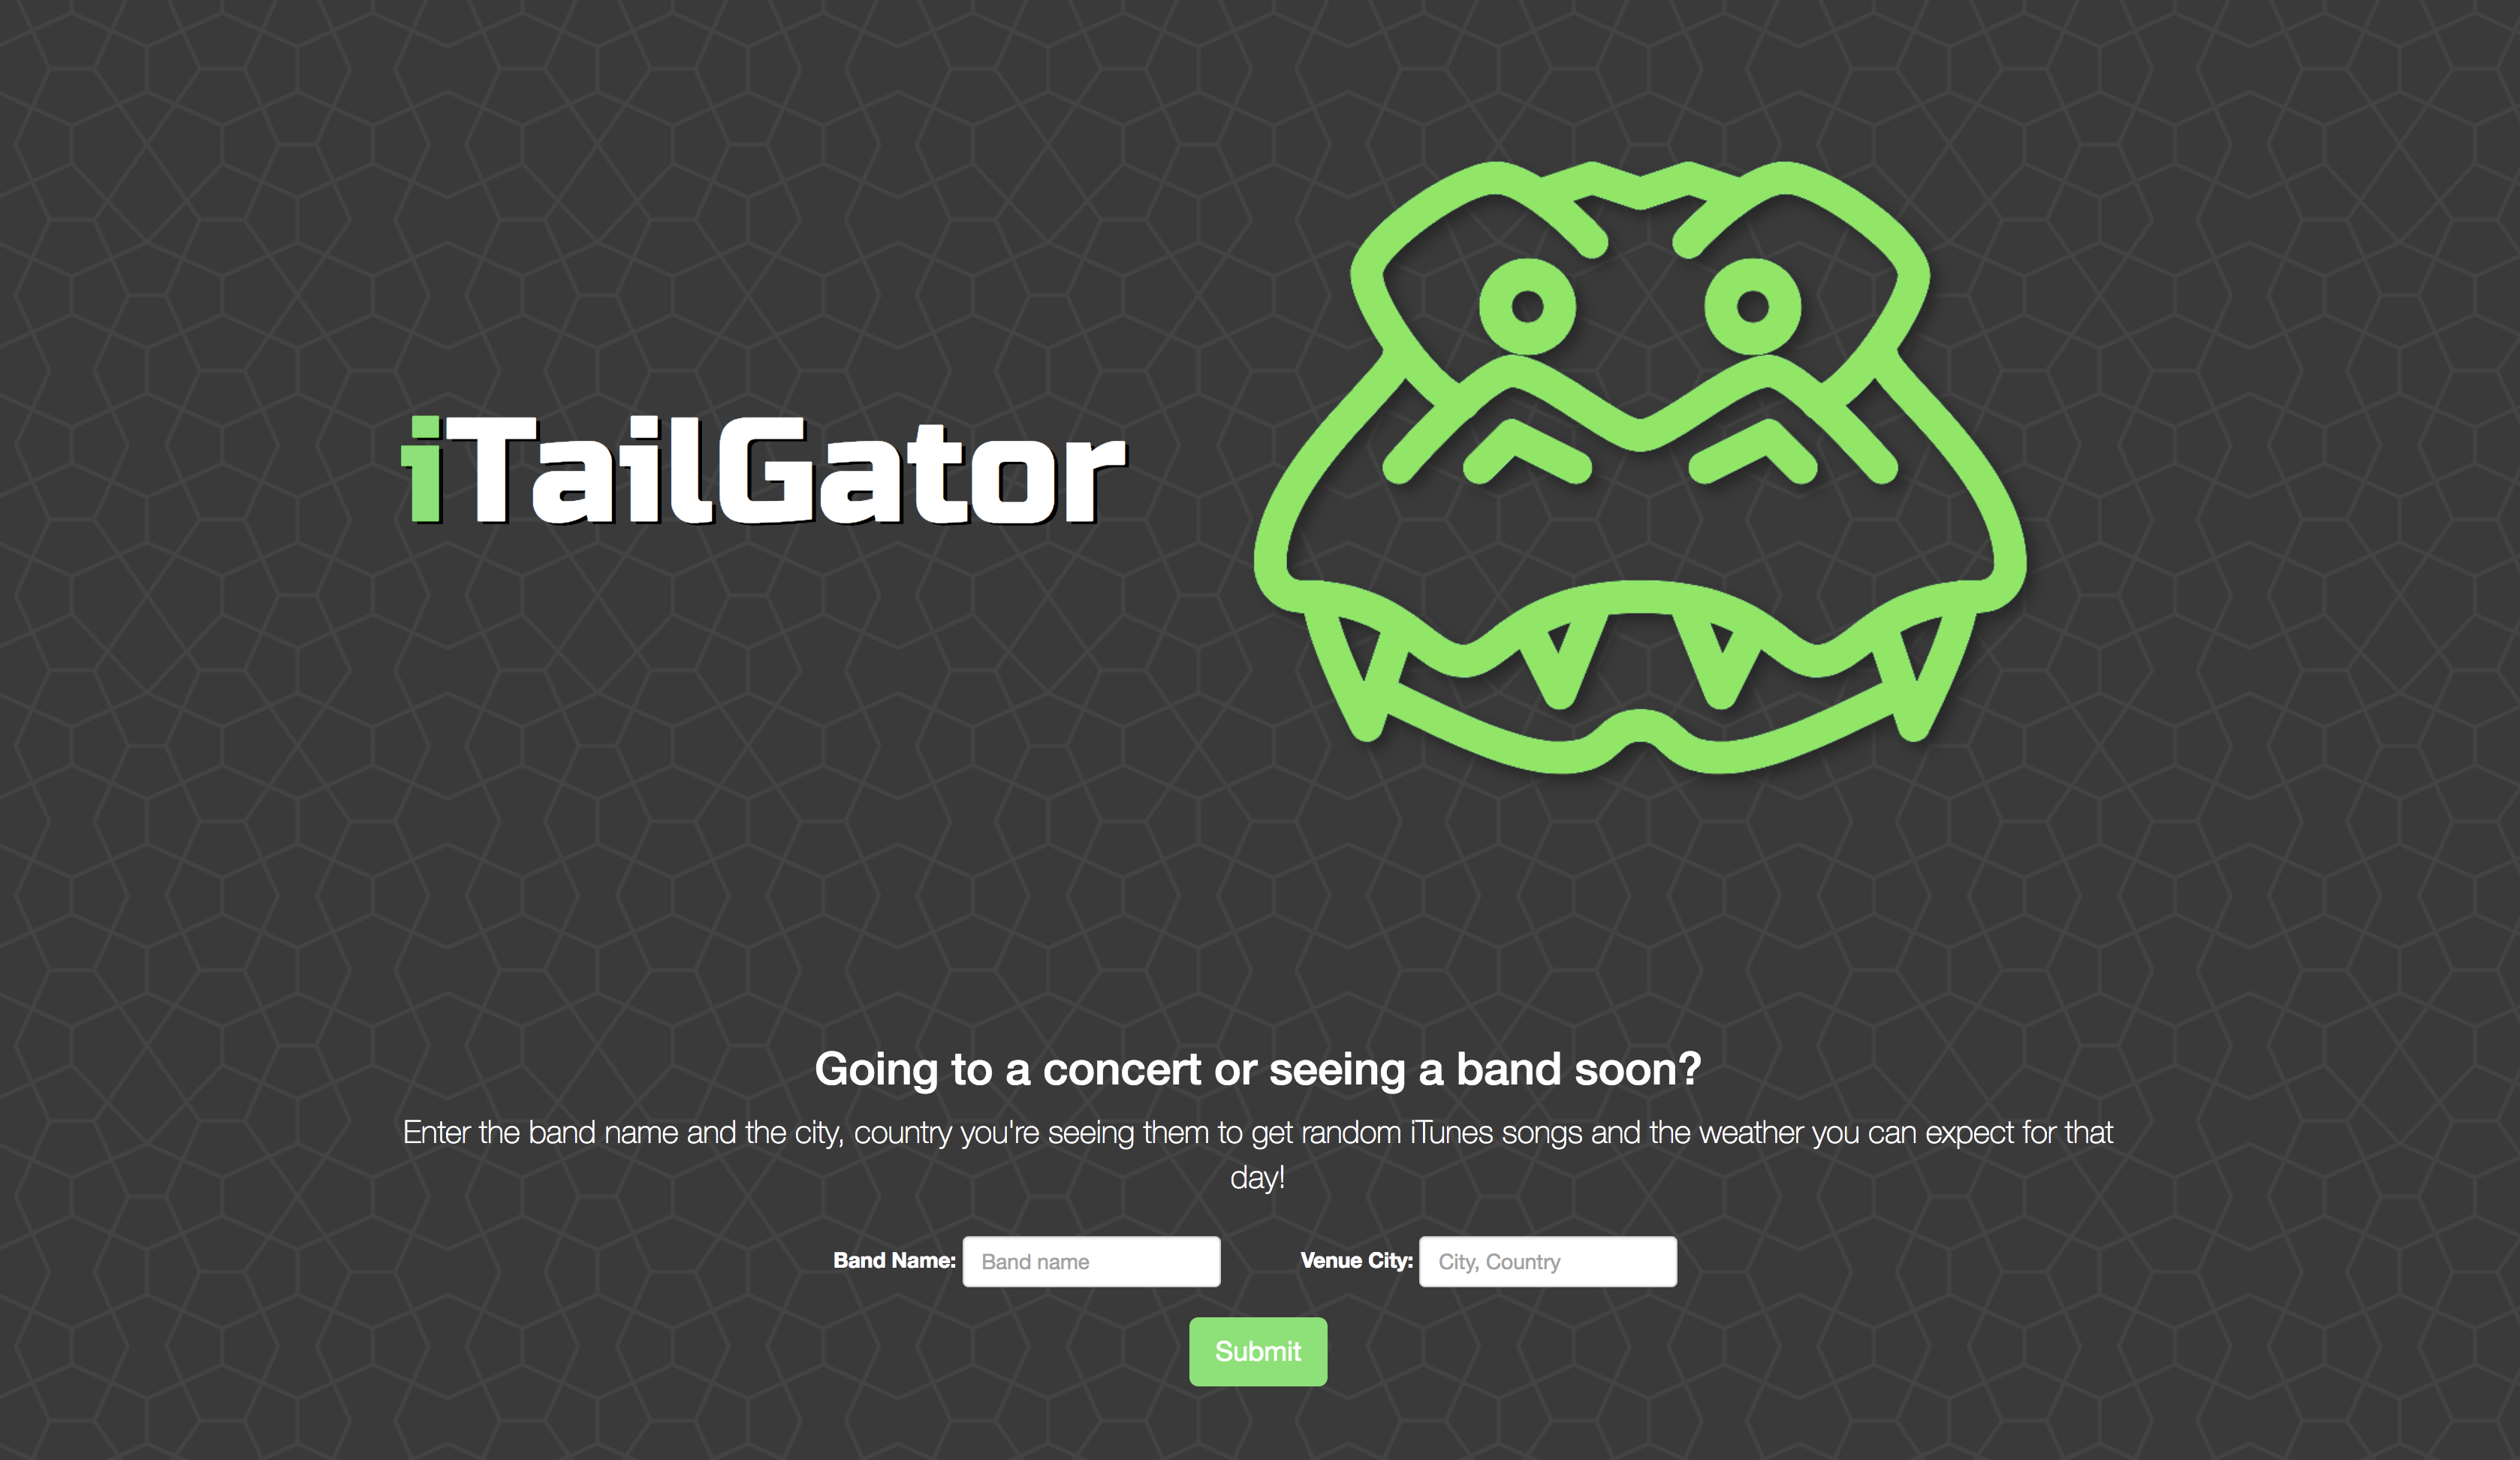 iTailGator
Going to a concert or seeing a band soon?
Enter the band name and the city, country you're seeing them to get random iTunes songs and the weather you can expect for that
day!
Band Name: Band name Venue City: City, Country
Submit